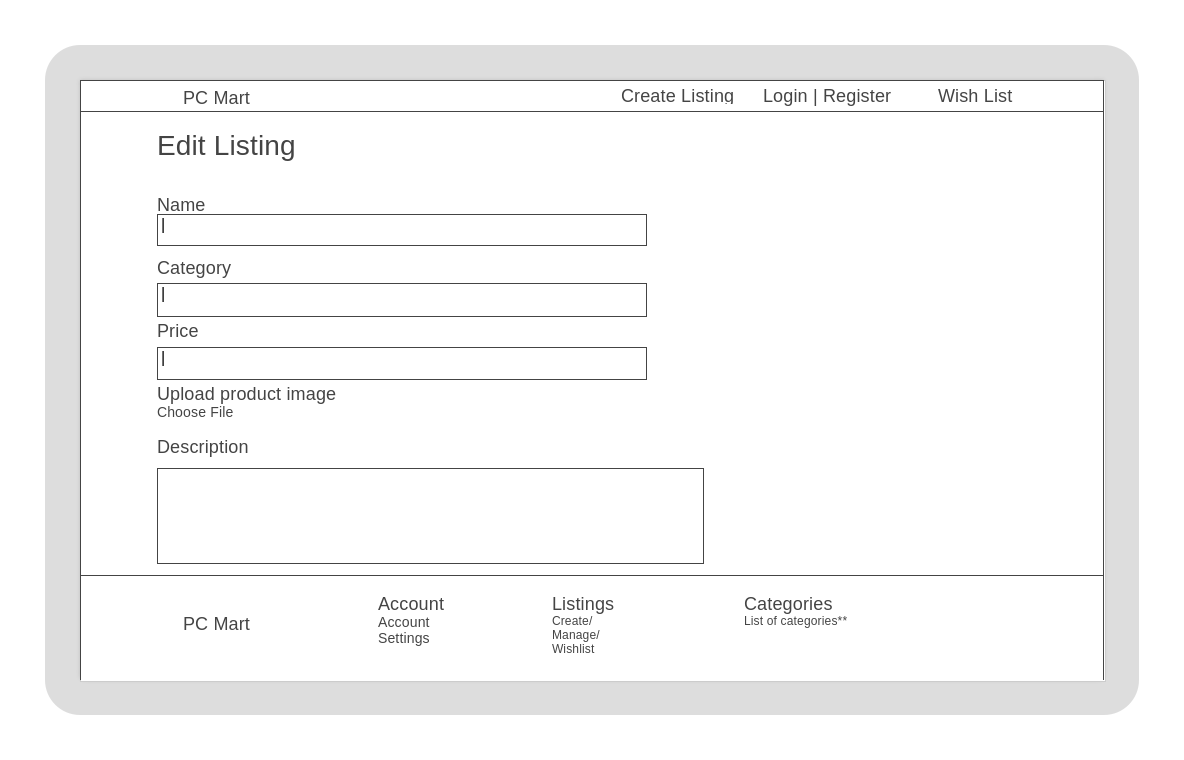 PC Mart
Create Listing
Login | Register
Wish List
Edit Listing
Name
Category
Price
Upload product image
Choose File
Description
PC Mart
Account
Account
Settings
Listings
Create/
Manage/
Wishlist
Categories
List of categories**